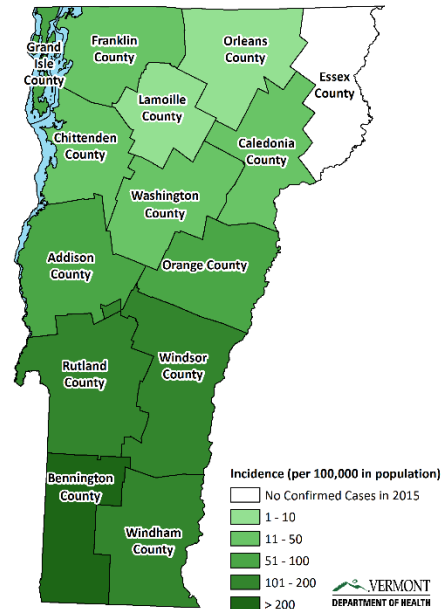 Grand
Isle
County
Franklin
County
Orleans
County
Essex
County
Lamoille
County
Chittenden
County
Caledonia
County
Washington
County
Addison
County
Orange County
Rutland
County
Windsor
County
Bennington
County
Windham
County
Incidence (per 100,000 in population)
No Confirmed Cases in 2015
1 - 10
11 - 50
51 - 100
101 - 200
> 200
VERMONT
DEPARTMENT OF HEALTH